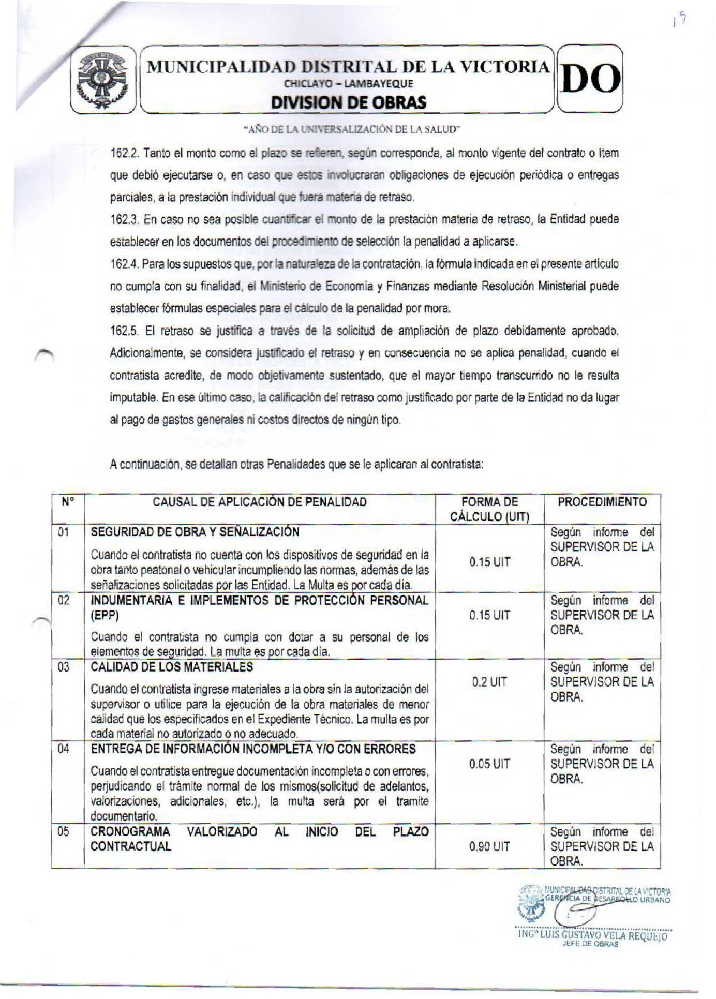 19
MUNICIPALIDAD DISTRITAL DE LA VICTORIA
CHICLAYO – LAMBAYEQUE
DIVISION DE OBRAS
DO
"AÑO DE LA UNIVERSALIZACIÓN DE LA SALUD"
162.2. Tanto el monto como el plazo se refieren, según corresponda, al monto vigente del contrato o ítem
que debió ejecutarse o, en caso que estos involucraran obligaciones de ejecución periódica o entregas
parciales, a la prestación individual que fuera materia de retraso.
162.3. En caso no sea posible cuantificar el monto de la prestación materia de retraso, la Entidad puede
establecer en los documentos del procedimiento de selección la penalidad a aplicarse.
162.4. Para los supuestos que, por la naturaleza de la contratación, la fórmula indicada en el presente artículo
no cumpla con su finalidad, el Ministerio de Economía y Finanzas mediante Resolución Ministerial puede
establecer fórmulas especiales para el cálculo de la penalidad por mora.
162.5. El retraso se justifica a través de la solicitud de ampliación de plazo debidamente aprobado.
Adicionalmente, se considera justificado el retraso y en consecuencia no se aplica penalidad, cuando el
contratista acredite, de modo objetivamente sustentado, que el mayor tiempo transcurrido no le resulta
imputable. En ese último caso, la calificación del retraso como justificado por parte de la Entidad no da lugar
al pago de gastos generales ni costos directos de ningún tipo.
A continuación, se detallan otras Penalidades que se le aplicaran al contratista:
N° CAUSAL DE APLICACIÓN DE PENALIDAD FORMA DE CÁLCULO (UIT) PROCEDIMIENTO
01 SEGURIDAD DE OBRA Y SEÑALIZACIÓN
Cuando el contratista no cuenta con los dispositivos de seguridad en la
obra tanto peatonal o vehicular incumpliendo las normas, además de las
señalizaciones solicitadas por las Entidad. La Multa es por cada día.
0.15 UIT
Según informe del
SUPERVISOR DE LA
OBRA.
02 INDUMENTARIA E IMPLEMENTOS DE PROTECCIÓN PERSONAL
(EPP)
Cuando el contratista no cumpla con dotar a su personal de los
elementos de seguridad. La multa es por cada día.
0.15 UIT
Según informe del
SUPERVISOR DE LA
OBRA.
03 CALIDAD DE LOS MATERIALES
Cuando el contratista ingrese materiales a la obra sin la autorización del
supervisor o utilice para la ejecución de la obra materiales de menor
calidad que los especificados en el Expediente Técnico. La multa es por
cada material no autorizado o no adecuado.
0.2 UIT
Según informe del
SUPERVISOR DE LA
OBRA.
04 ENTREGA DE INFORMACIÓN INCOMPLETA Y/O CON ERRORES
Cuando el contratista entregue documentación incompleta o con errores,
perjudicando el trámite normal de los mismos(solicitud de adelantos,
valorizaciones, adicionales, etc.), la multa será por el tramite
documentario.
0.05 UIT
Según informe del
SUPERVISOR DE LA
OBRA.
05 CRONOGRAMA VALORIZADO AL INICIO DEL PLAZO
CONTRACTUAL
0.90 UIT
Según informe del
SUPERVISOR DE LA
OBRA.
MUNICIPALIDAD DISTRITAL DE LA VICTORIA
GERENCIA DE DESARROLLO URBANO
ING° LUIS GUSTAVO VELA REQUEJO
JEFE DE OBRAS